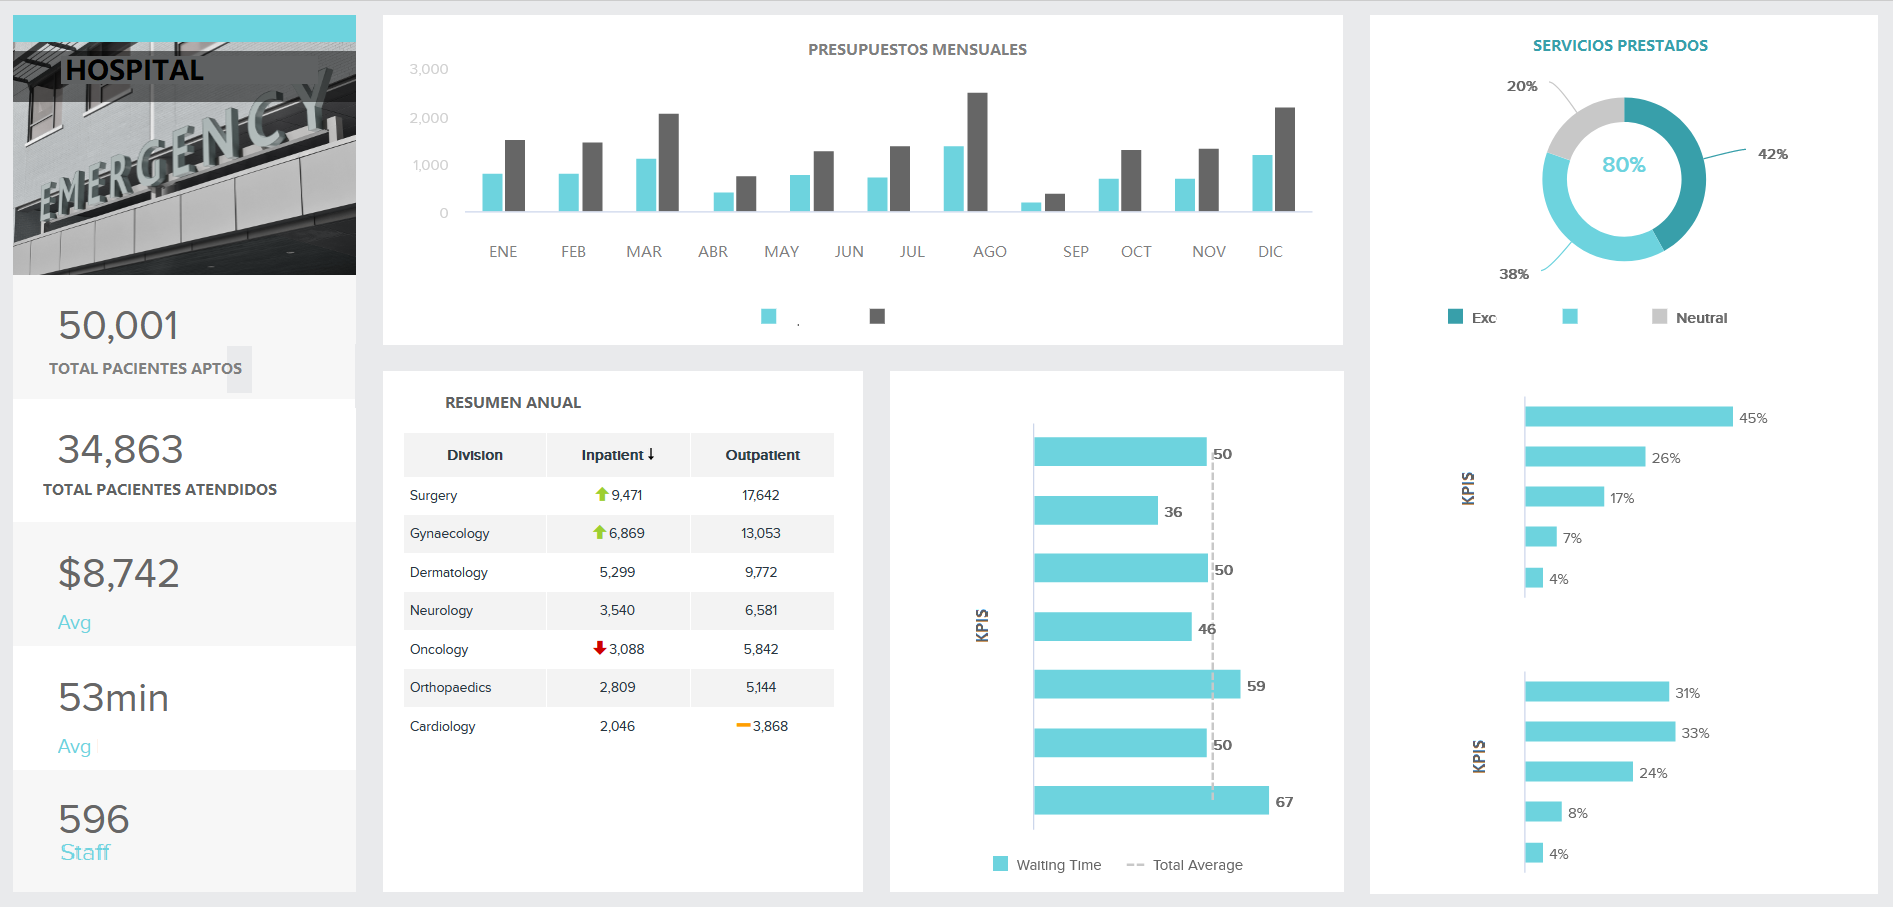 HOSPITAL
EMERGENCY
50,001
TOTAL PACIENTES APTOS
34,863
TOTAL PACIENTES ATENDIDOS
$8,742
Avg
53min
Avg
596
Staff
PRESUPUESTOS MENSUALES
3,000
2,000
1,000
0
ENE FEB MAR ABR MAY JUN JUL AGO SEP OCT NOV DIC
RESUMEN ANUAL
Division Inpatient ↓ Outpatient
Surgery 9,471 17,642
Gynaecology 6,869 13,053
Dermatology 5,299 9,772
Neurology 3,540 6,581
Oncology 3,088 5,842
Orthopaedics 2,809 5,144
Cardiology 2,046 3,868
KPIS
50
36
50
46
59
50
67
Waiting Time Total Average
SERVICIOS PRESTADOS
20%
80%
42%
38%
Exc Neutral
KPIS
45%
26%
17%
7%
4%
KPIS
31%
33%
24%
8%
4%